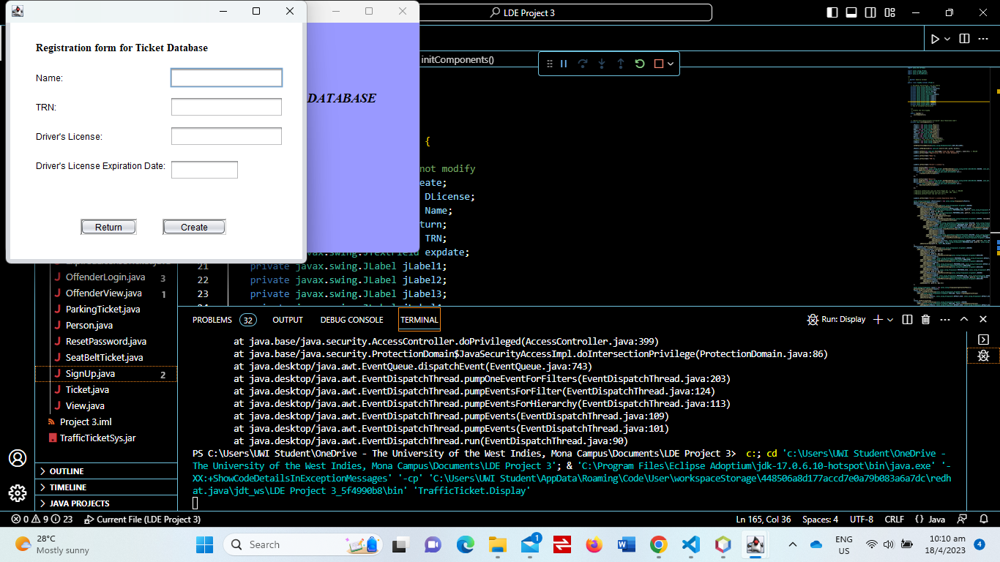 LDE Project 3
Registration form for Ticket Database
Name:
TRN:
Driver's License:
Driver's License Expiration Date:
Return
Create
DATABASE
initComponents()
{
not modify
eate;
DLicense;
Name;
turn;
TRN;
private javax.swing.JTextField expdate;
21 private javax.swing.JLabel jLabel1;
22 private javax.swing.JLabel jLabel2;
23 private javax.swing.JLabel jLabel3;
OffenderLogin.java 3
OffenderView.java 1
ParkingTicket.java
Person.java
ResetPassword.java
SeatBeltTicket.java
SignUp.java 2
Ticket.java
View.java
Project 3.iml
TrafficTicketSys.jar
OUTLINE
TIMELINE
JAVA PROJECTS
PROBLEMS 32 OUTPUT DEBUG CONSOLE TERMINAL Run: Display
at java.base/java.security.AccessController.doPrivileged(AccessController.java:399)
at java.base/java.security.ProtectionDomain$JavaSecurityAccessImpl.doIntersectionPrivilege(ProtectionDomain.java:86)
at java.desktop/java.awt.EventQueue.dispatchEvent(EventQueue.java:743)
at java.desktop/java.awt.EventDispatchThread.pumpOneEventForFilters(EventDispatchThread.java:203)
at java.desktop/java.awt.EventDispatchThread.pumpEventsForFilter(EventDispatchThread.java:124)
at java.desktop/java.awt.EventDispatchThread.pumpEventsForHierarchy(EventDispatchThread.java:113)
at java.desktop/java.awt.EventDispatchThread.pumpEvents(EventDispatchThread.java:109)
at java.desktop/java.awt.EventDispatchThread.pumpEvents(EventDispatchThread.java:101)
at java.desktop/java.awt.EventDispatchThread.run(EventDispatchThread.java:90)
PS C:\Users\UWI Student\OneDrive - The University of the West Indies, Mona Campus\Documents\LDE Project 3> c:; cd 'c:\Users\UWI Student\OneDrive -
The University of the West Indies, Mona Campus\Documents\LDE Project 3'; & 'C:\Program Files\Eclipse Adoptium\jdk-17.0.6.10-hotspot\bin\java.exe' '-
XX:+ShowCodeDetailsInExceptionMessages' '-cp' 'C:\Users\UWI Student\AppData\Roaming\Code\User\workspaceStorage\448506a8d177accd7e0a79b083a6a7dc\redh
at.java\jdt_ws\LDE Project 3_5f4990b8\bin' 'TrafficTicket.Display'
0 9 23 Current File (LDE Project 3) Ln 165, Col 36 Spaces: 4 UTF-8 CRLF {} Java
28°C
Mostly sunny
Search
1
ENG
US
10:10 am
18/4/2023
4